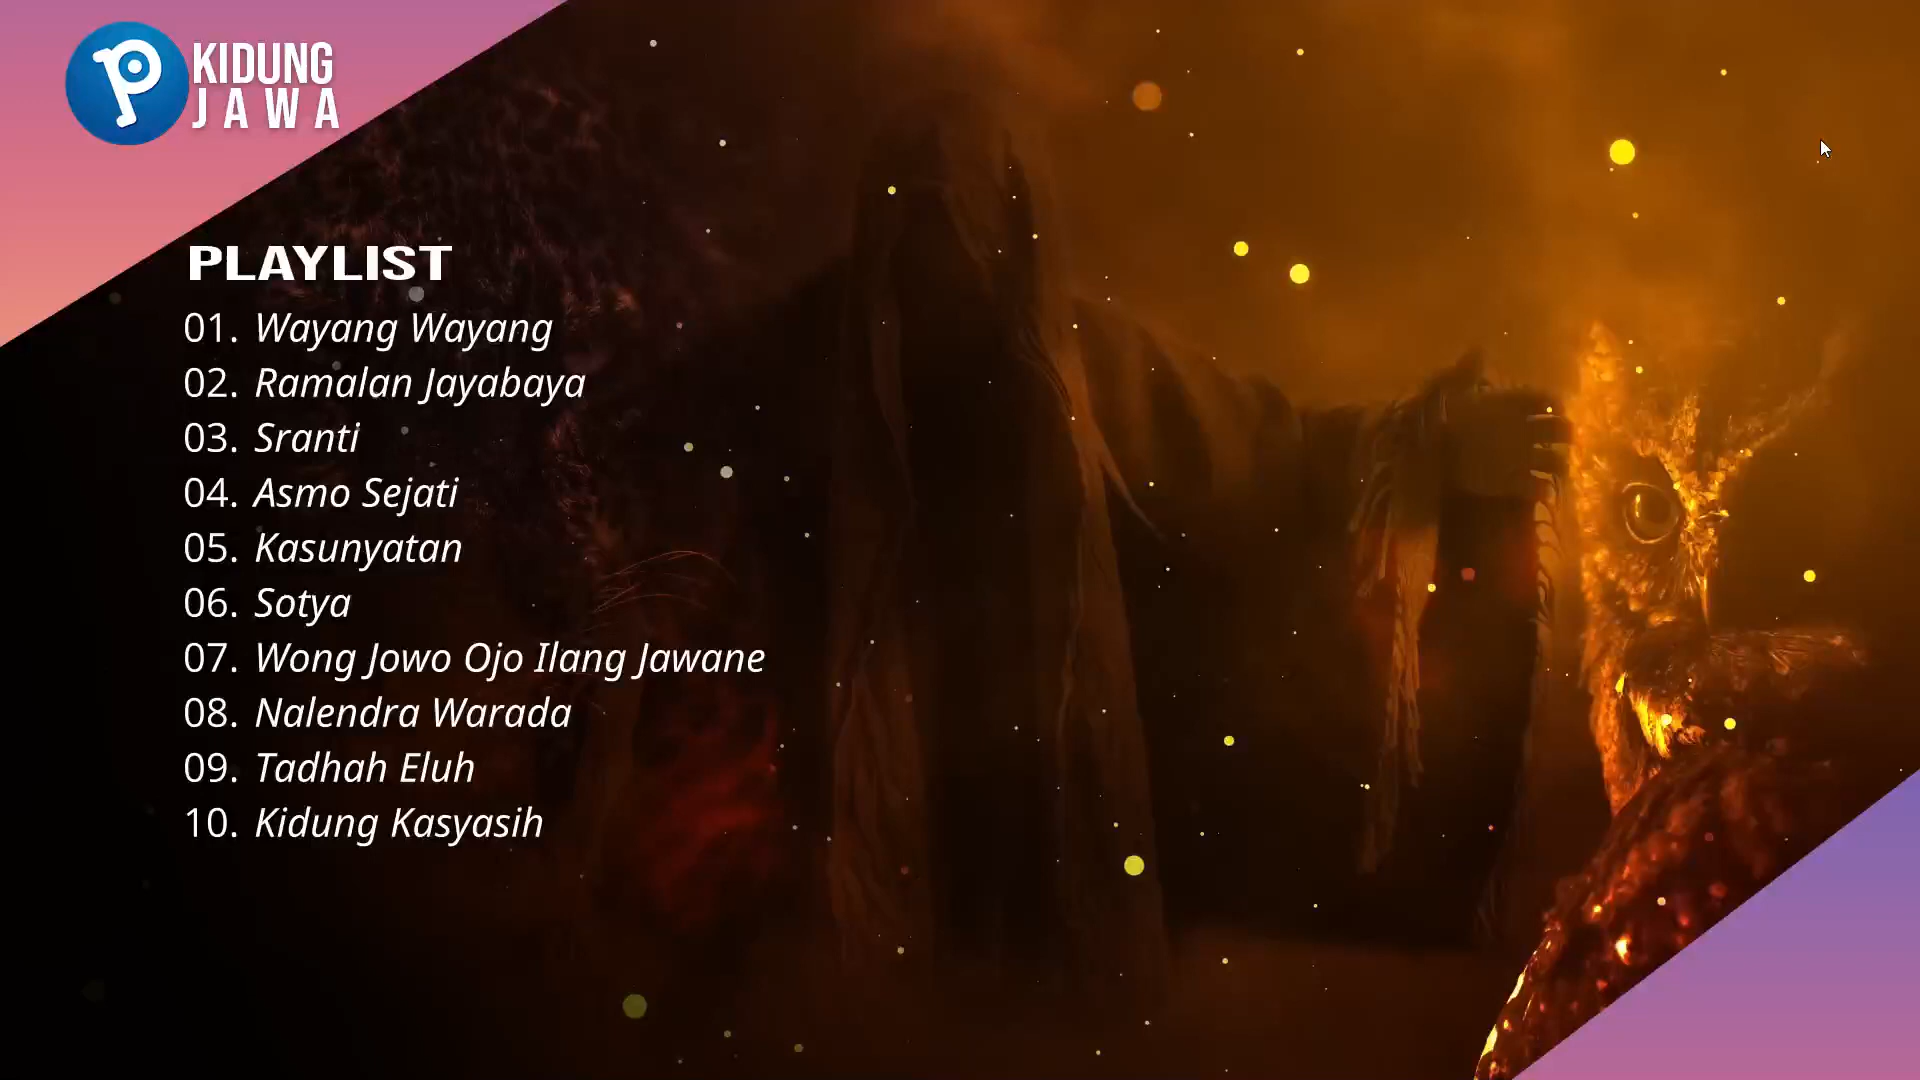 KIDUNG
JAWA
PLAYLIST
01. Wayang Wayang
02. Ramalan Jayabaya
03. Sranti
04. Asmo Sejati
05. Kasunyatan
06. Sotya
07. Wong Jowo Ojo Ilang Jawane
08. Nalendra Warada
09. Tadhah Eluh
10. Kidung Kasyasih